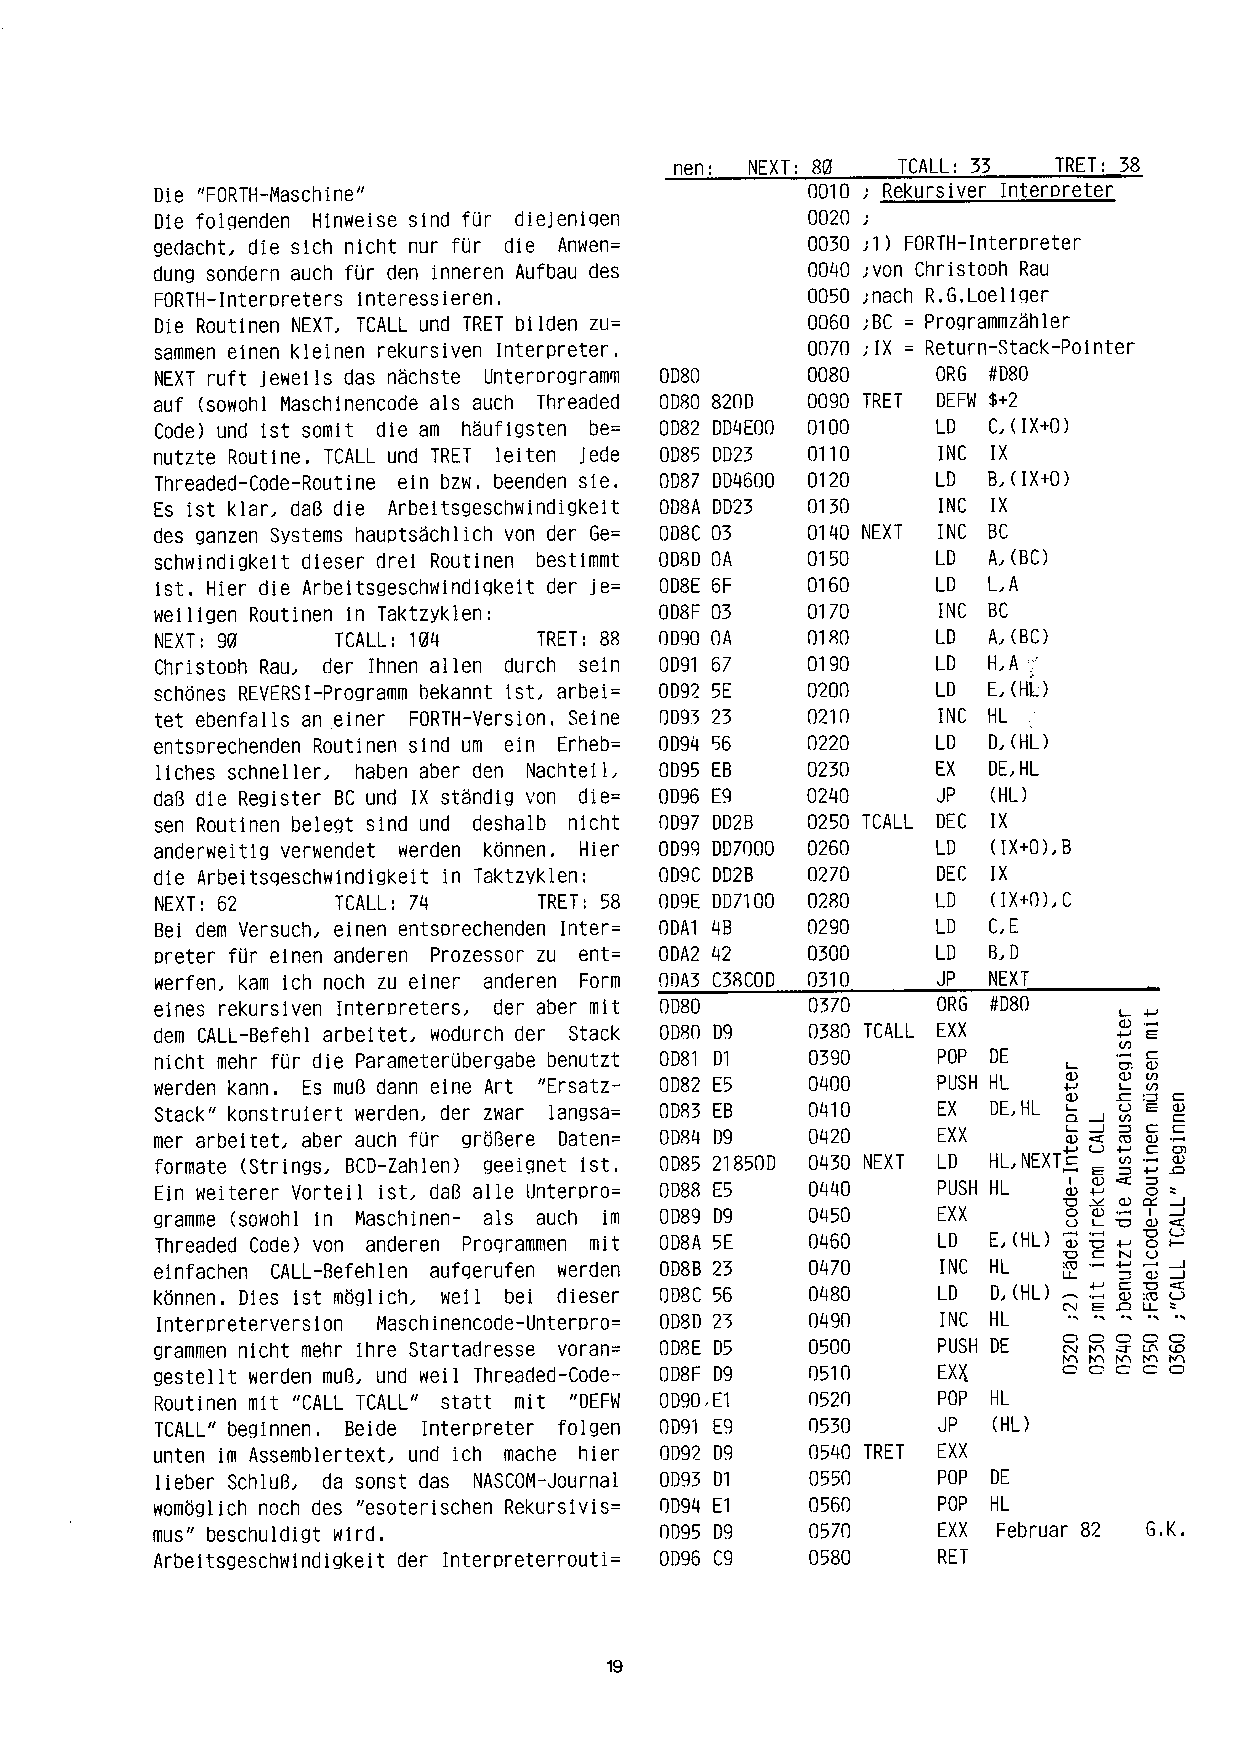 Die "FORTH-Maschine"
Die folgenden Hinweise sind für diejenigen
gedacht, die sich nicht nur für die Anwen=
dung sondern auch für den inneren Aufbau des
FORTH-Interpreters interessieren.
Die Routinen NEXT, TCALL und TRET bilden zu=
sammen einen kleinen rekursiven Interpreter.
NEXT ruft jeweils das nächste Unterprogramm
auf (sowohl Maschinencode als auch Threaded
Code) und ist somit die am häufigsten be=
nutzte Routine. TCALL und TRET leiten jede
Threaded-Code-Routine ein bzw. beenden sie.
Es ist klar, daß die Arbeitsgeschwindigkeit
des ganzen Systems hauptsächlich von der Ge=
schwindigkeit dieser drei Routinen bestimmt
ist. Hier die Arbeitsgeschwindigkeit der je=
weiligen Routinen in Taktzyklen:
NEXT: 90 TCALL: 104 TRET: 88
Christoph Rau, der Ihnen allen durch sein
schönes REVERSI-Programm bekannt ist, arbei=
tet ebenfalls an einer FORTH-Version. Seine
entsprechenden Routinen sind um ein Erheb=
liches schneller, haben aber den Nachteil,
daß die Register BC und IX ständig von die=
sen Routinen belegt sind und deshalb nicht
anderweitig verwendet werden können. Hier
die Arbeitsgeschwindigkeit in Taktzyklen:
NEXT: 62 TCALL: 74 TRET: 58
Bei dem Versuch, einen entsprechenden Inter=
preter für einen anderen Prozessor zu ent=
werfen, kam ich noch zu einer anderen Form
eines rekursiven Interpreters, der aber mit
dem CALL-Befehl arbeitet, wodurch der Stack
nicht mehr für die Parameterübergabe benutzt
werden kann. Es muß dann eine Art "Ersatz-
Stack" konstruiert werden, der zwar langsa=
mer arbeitet, aber auch für größere Daten=
formate (Strings, BCD-Zahlen) geeignet ist.
Ein weiterer Vorteil ist, daß alle Unterpro=
gramme (sowohl in Maschinen- als auch im
Threaded Code) von anderen Programmen mit
einfachen CALL-Befehlen aufgerufen werden
können. Dies ist möglich, weil bei dieser
Interpreterversion Maschinencode-Unterpro=
grammen nicht mehr ihre Startadresse voran=
gestellt werden muß, und weil Threaded-Code-
Routinen mit "CALL TCALL" statt mit "DEFW
TCALL" beginnen. Beide Interpreter folgen
unten im Assemblertext, und ich mache hier
lieber Schluß, da sonst das NASCOM-Journal
womöglich noch des "esoterischen Rekursivis=
mus" beschuldigt wird.
Arbeitsgeschwindigkeit der Interpreterrouti=
nen: NEXT: 80 TCALL: 33 TRET: 38
0010 ; Rekursiver Interpreter
0020 ;
0030 ;1) FORTH-Interpreter
0040 ;von Christoph Rau
0050 ;nach R.G.Loeliger
0060 ;BC = Programmzähler
0070 ;IX = Return-Stack-Pointer
0D80 0080 ORG #D80
0D80 820D 0090 TRET DEFW $+2
0D82 DD4E00 0100 LD C,(IX+0)
0D85 DD23 0110 INC IX
0D87 DD4600 0120 LD B,(IX+0)
0D8A DD23 0130 INC IX
0D8C 03 0140 NEXT INC BC
0D8D 0A 0150 LD A,(BC)
0D8E 6F 0160 LD L,A
0D8F 03 0170 INC BC
0D90 0A 0180 LD A,(BC)
0D91 67 0190 LD H,A
0D92 5E 0200 LD E,(HL)
0D93 23 0210 INC HL
0D94 56 0220 LD D,(HL)
0D95 EB 0230 EX DE,HL
0D96 E9 0240 JP (HL)
0D97 DD2B 0250 TCALL DEC IX
0D99 DD7000 0260 LD (IX+0),B
0D9C DD2B 0270 DEC IX
0D9E DD7100 0280 LD (IX+0),C
0DA1 4B 0290 LD C,E
0DA2 42 0300 LD B,D
0DA3 C38C0D 0310 JP NEXT
0D80 0370 ORG #D80
0D80 D9 0380 TCALL EXX
0D81 D1 0390 POP DE
0D82 E5 0400 PUSH HL
0D83 EB 0410 EX DE,HL
0D84 D9 0420 EXX
0D85 21850D 0430 NEXT LD HL,NEXT
0D88 E5 0440 PUSH HL
0D89 D9 0450 EXX
0D8A 5E 0460 LD E,(HL)
0D8B 23 0470 INC HL
0D8C 56 0480 LD D,(HL)
0D8D 23 0490 INC HL
0D8E D5 0500 PUSH DE
0D8F D9 0510 EXX
0D90 E1 0520 POP HL
0D91 E9 0530 JP (HL)
0D92 D9 0540 TRET EXX
0D93 D1 0550 POP DE
0D94 E1 0560 POP HL
0D95 D9 0570 EXX Februar 82 G.K.
0D96 C9 0580 RET
0320 ;2) Fädelcode-Interpreter
0330 ;mit indirektem CALL
0340 ;benutzt die Austauschregister
0350 ;Fädelcode-Routinen müssen mit
0360 ;"CALL TCALL" beginnen
19